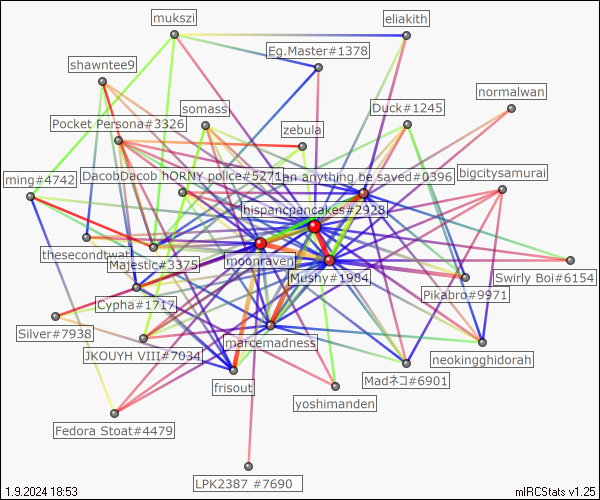 mukszi
eliakith
Eg.Master#1378
shawntee9
normalwan
somass
Duck#1245
Pocket Persona#3326
zebula
bigcitysamurai
ming#4742
DacobDacob
hORNY police#5271
an anything be saved#0396
hispancpancakes#2928
thesecondtwat
moonraven
Majestic#3375
Mushy#1984
Swirly Boi#6154
Pikabro#9971
Cypha#1717
Silver#7938
marcemadness
JKOUYH VIII#7034
neokingghidorah
Madネコ#6901
frisout
yoshimanden
Fedora Stoat#4479
LPK2387 #7690
1.9.2024 18:53
mIRCStats v1.25